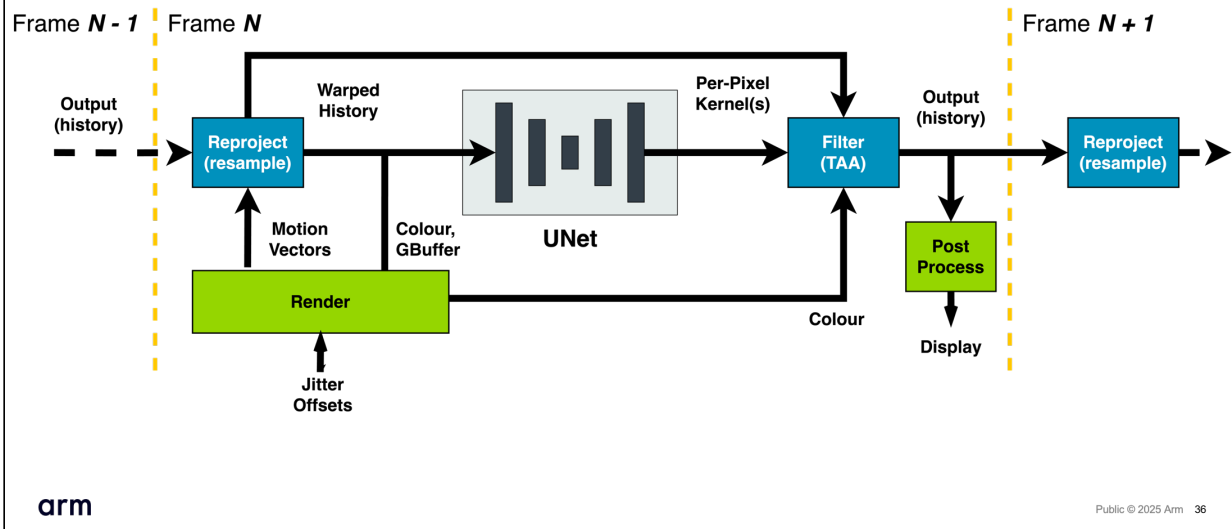 Frame N - 1
Frame N
Frame N + 1
Output
(history)
Warped
History
Per-Pixel
Kernel(s)
Output
(history)
Reproject
(resample)
Filter
(TAA)
Reproject
(resample)
Motion
Vectors
Colour,
GBuffer
UNet
Post
Process
Render
Colour
Display
Jitter
Offsets
arm
Public © 2025 Arm 36